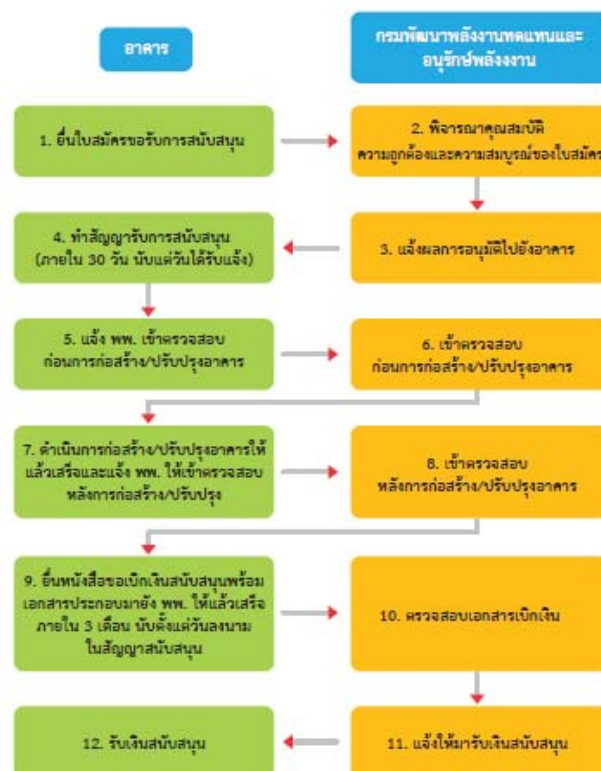 อาคาร
กรมพัฒนาพลังงานทดแทนและ
อนุรักษ์พลังงงาน
1. ยื่นใบสมัครขอรับการสนับสนุน
2. พิจารณาคุณสมบัติ
ความถูกต้องและความสมบูรณ์ของใบสมัคร
3. แจ้งผลการอนุมัติไปยังอาคาร
4. ทำสัญญารับการสนับสนุน
(ภายใน 30 วัน นับแต่วันได้รับแจ้ง)
5. แจ้ง พพ. เข้าตรวจสอบ
ก่อนการก่อสร้าง/ปรับปรุงอาคาร
6. เข้าตรวจสอบ
ก่อนการก่อสร้าง/ปรับปรุงอาคาร
7. ดำเนินการก่อสร้าง/ปรับปรุงอาคารให้
แล้วเสร็จและแจ้ง พพ. ให้เข้าตรวจสอบ
หลังการก่อสร้าง/ปรับปรุง
8. เข้าตรวจสอบ
หลังการก่อสร้าง/ปรับปรุงอาคาร
9. ยื่นหนังสือขอเบิกเงินสนับสนุนพร้อม
เอกสารประกอบมายัง พพ. ให้แล้วเสร็จ
ภายใน 3 เดือน นับตั้งแต่วันลงนาม
ในสัญญาสนับสนุน
10. ตรวจสอบเอกสารเบิกเงิน
11. แจ้งให้มารับเงินสนับสนุน
12. รับเงินสนับสนุน